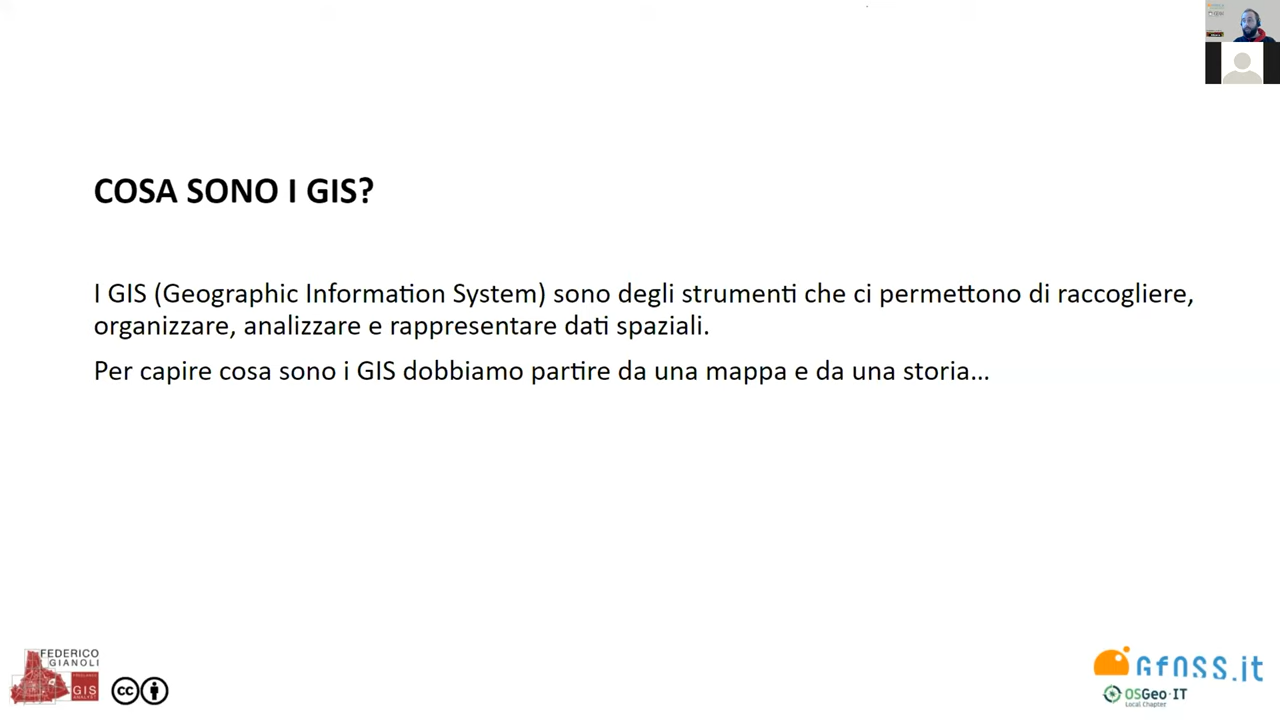 COSA SONO I GIS?
I GIS (Geographic Information System) sono degli strumenti che ci permettono di raccogliere,
organizzare, analizzare e rappresentare dati spaziali.
Per capire cosa sono i GIS dobbiamo partire da una mappa e da una storia…
FEDERICO
GIANOLI
FREELANCE
GIS
ANALYST
cc
GFOSS.it
OSGeo·IT
Local Chapter